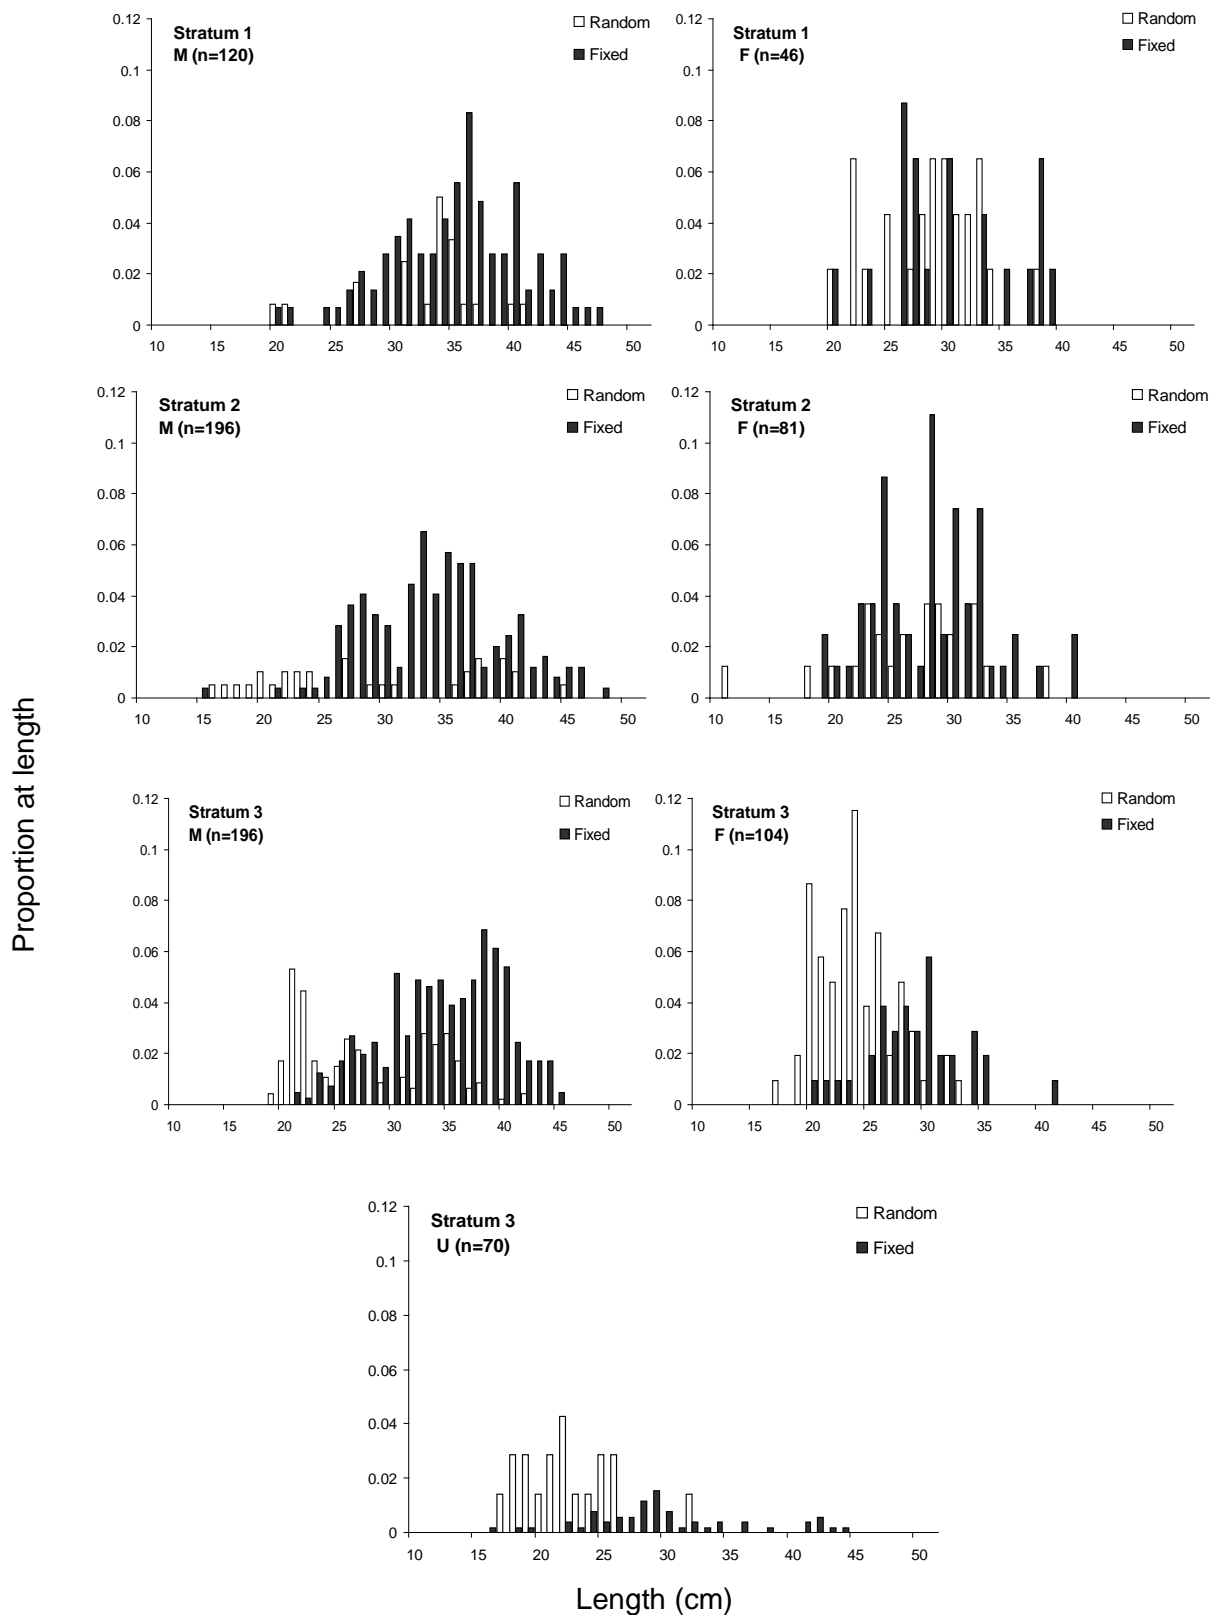 Proportion at length
Stratum 1
M (n=120)
Random
Fixed
0.12
0.1
0.08
0.06
0.04
0.02
0
10 15 20 25 30 35 40 45 50
Stratum 1
F (n=46)
Random
Fixed
0.12
0.1
0.08
0.06
0.04
0.02
0
10 15 20 25 30 35 40 45 50
Stratum 2
M (n=196)
Random
Fixed
0.12
0.1
0.08
0.06
0.04
0.02
0
10 15 20 25 30 35 40 45 50
Stratum 2
F (n=81)
Random
Fixed
0.12
0.1
0.08
0.06
0.04
0.02
0
10 15 20 25 30 35 40 45 50
Stratum 3
M (n=196)
Random
Fixed
0.12
0.1
0.08
0.06
0.04
0.02
0
10 15 20 25 30 35 40 45 50
Stratum 3
F (n=104)
Random
Fixed
0.12
0.1
0.08
0.06
0.04
0.02
0
10 15 20 25 30 35 40 45 50
Stratum 3
U (n=70)
Random
Fixed
0.12
0.1
0.08
0.06
0.04
0.02
0
10 15 20 25 30 35 40 45 50
Length (cm)